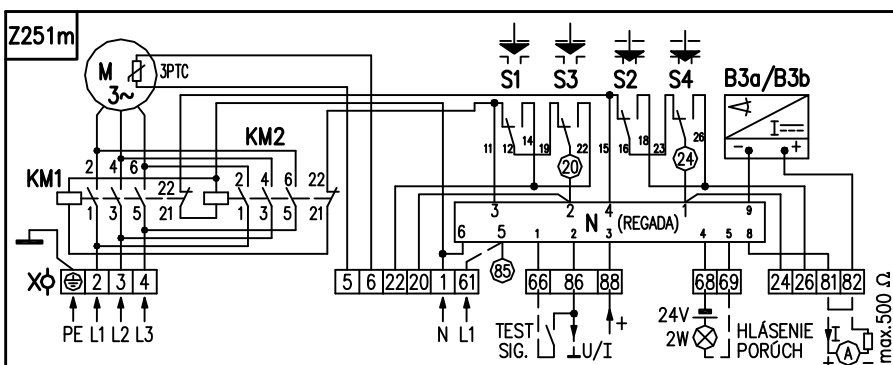 Z251m
M
3~
3PTC
S1 S3 S2 S4 B3a/B3b
I
- +
KM2
KM1
2 4 6 22
1 3 5 21
2 4 6 22
1 3 5 21
11 12 14 19 22 15 16 18 23 26
20 24
3 2 4 1 9
N (REGADA)
6 5 1 2 3 4 5 8
85
X
2 3 4 5 6 22 20 1 61 66 86 88 68 69 24 26 81 82
PE L1 L2 L3
N L1
TEST
SIG.
U/I
+
24V
2W
HLÁSENIE
PORÚCH
I
A
+ -
max.500 Ω